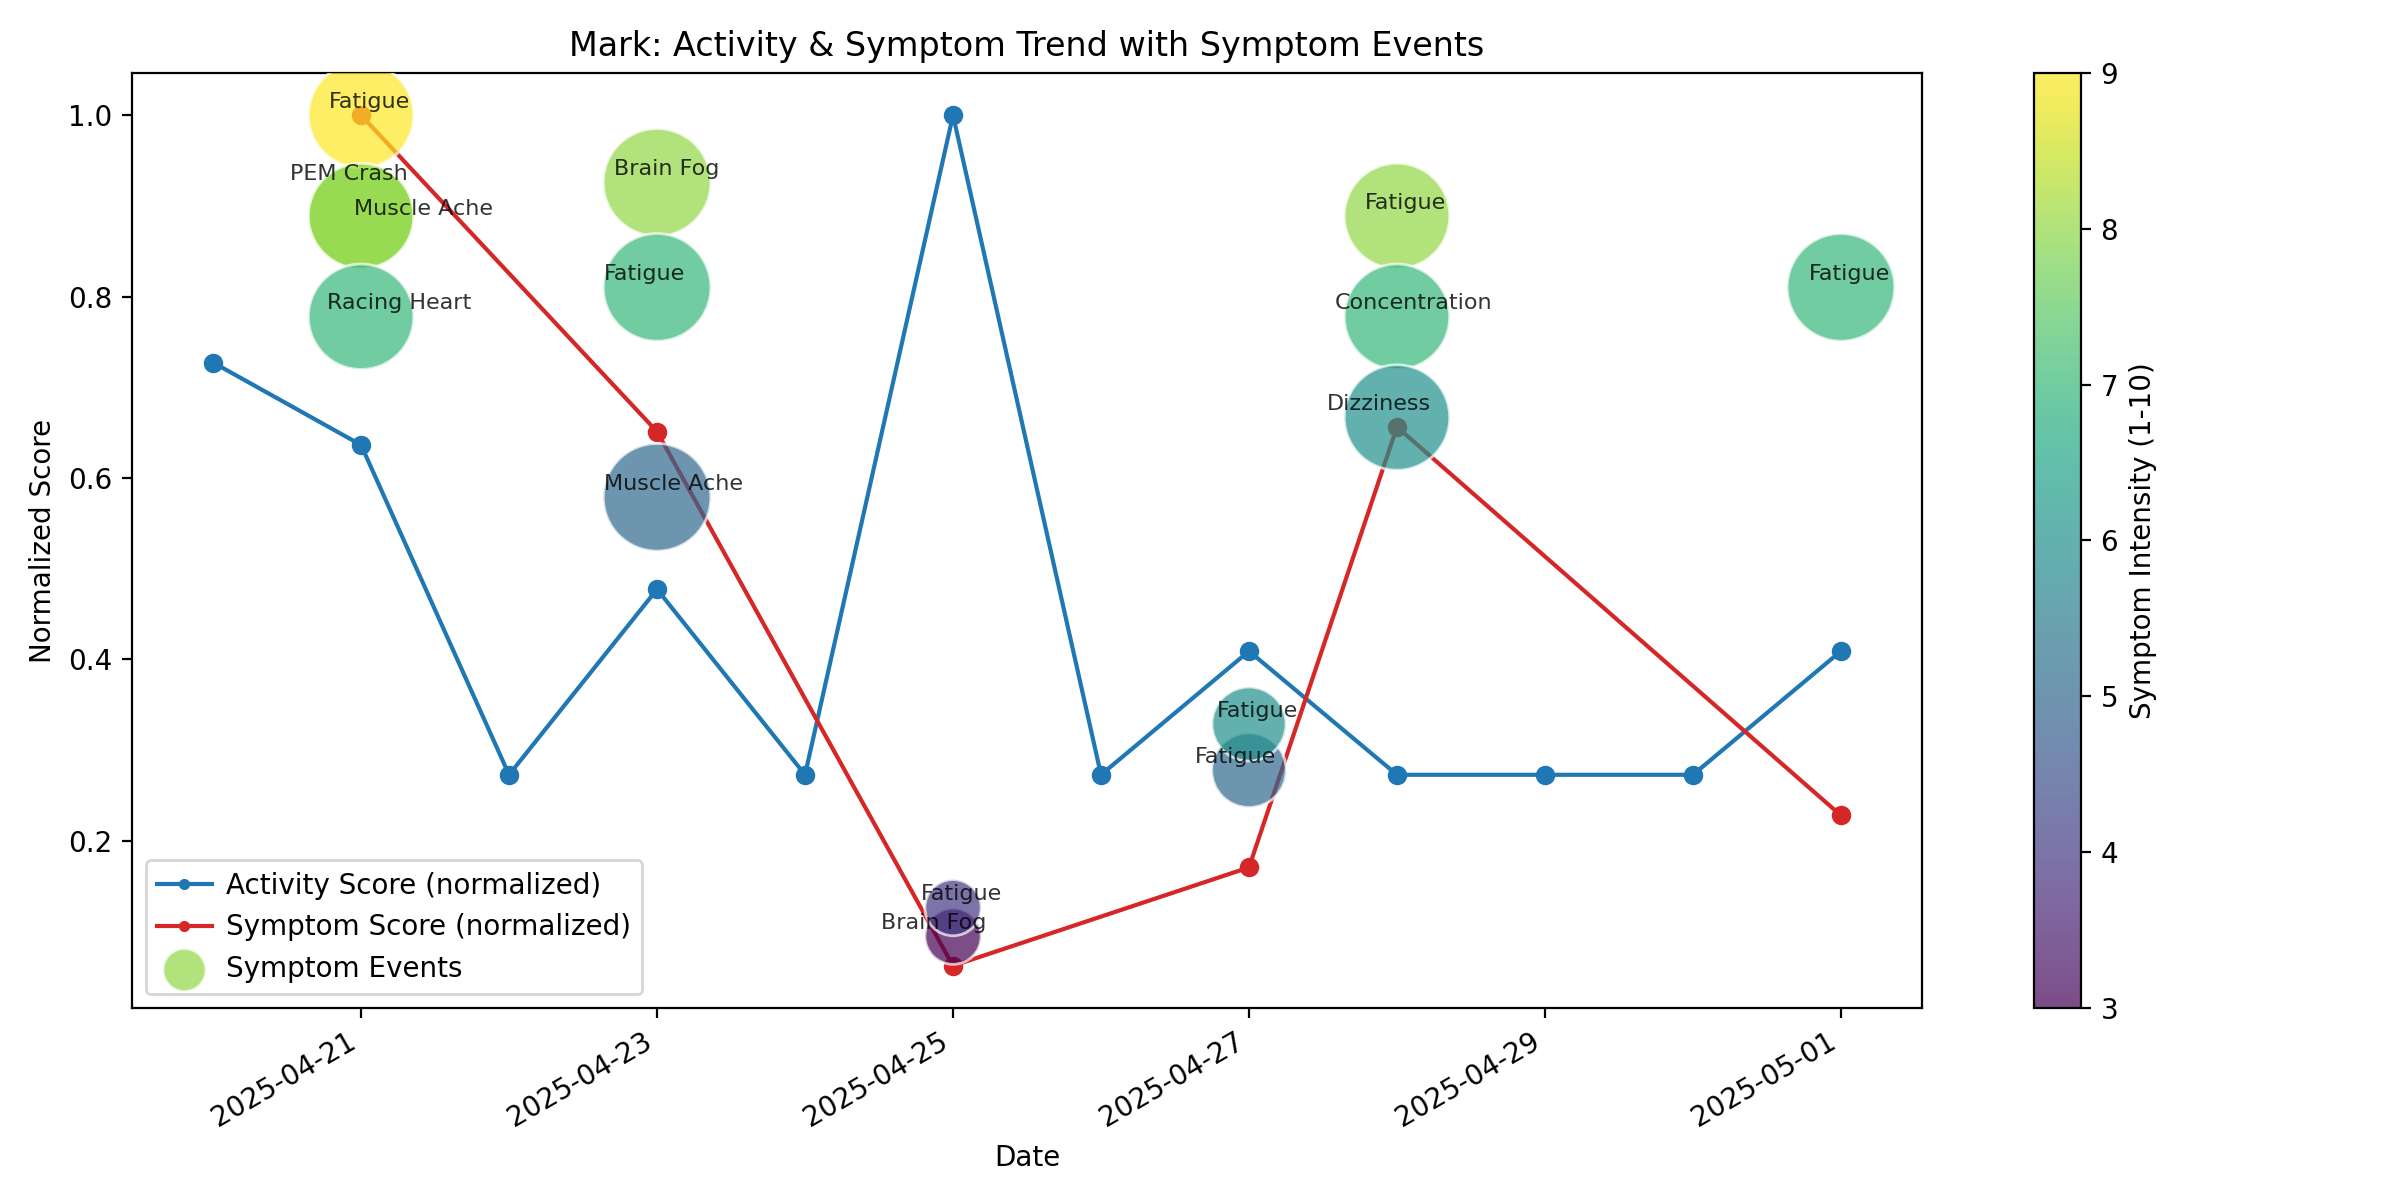 Mark: Activity & Symptom Trend with Symptom Events
Normalized Score
1.0
0.8
0.6
0.4
0.2
Fatigue
PEM Crash
Muscle Ache
Racing Heart
Brain Fog
Fatigue
Muscle Ache
Fatigue
Brain Fog
Fatigue
Fatigue
Fatigue
Concentration
Dizziness
Fatigue
Activity Score (normalized)
Symptom Score (normalized)
Symptom Events
2025-04-21
2025-04-23
2025-04-25
2025-04-27
2025-04-29
2025-05-01
Date
9
8
7
6
5
4
3
Symptom Intensity (1-10)